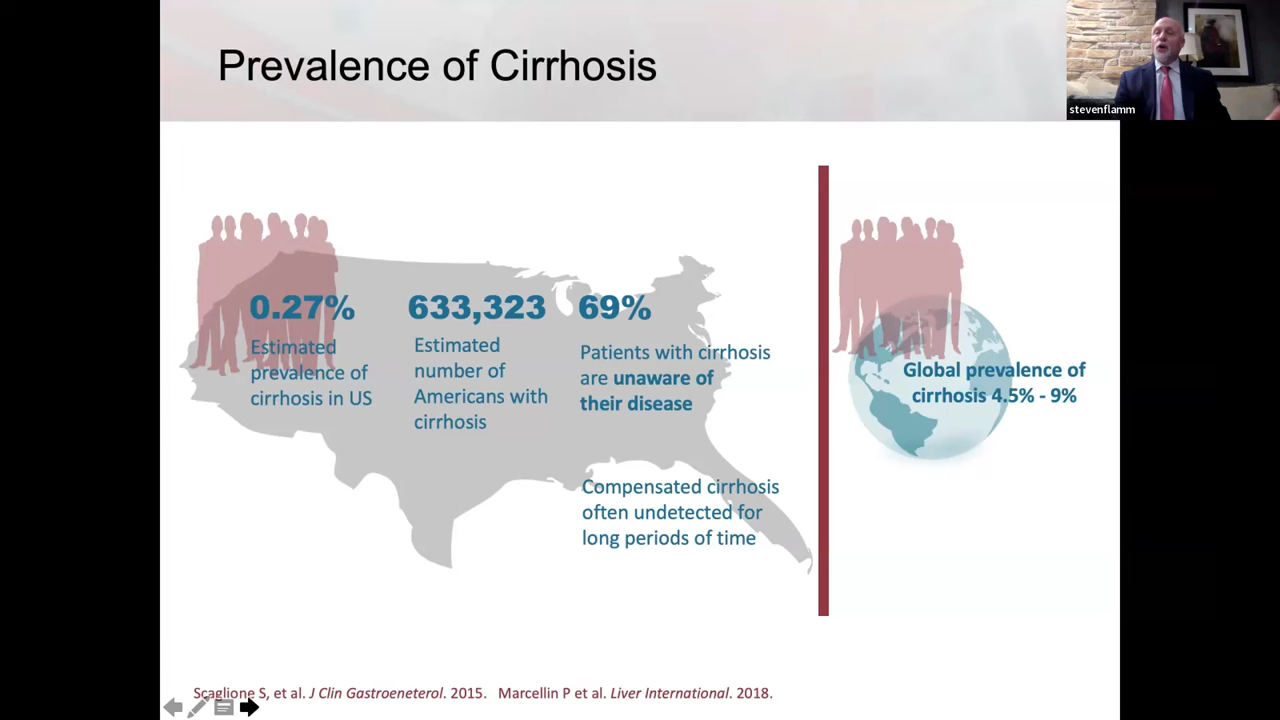 Prevalence of Cirrhosis
stevenflamm
0.27%
Estimated
prevalence of
cirrhosis in US
633,323
Estimated
number of
Americans with
cirrhosis
69%
Patients with cirrhosis
are unaware of
their disease
Compensated cirrhosis
often undetected for
long periods of time
Global prevalence of
cirrhosis 4.5% - 9%
Scaglione S, et al. J Clin Gastroeneterol. 2015. Marcellin P et al. Liver International. 2018.